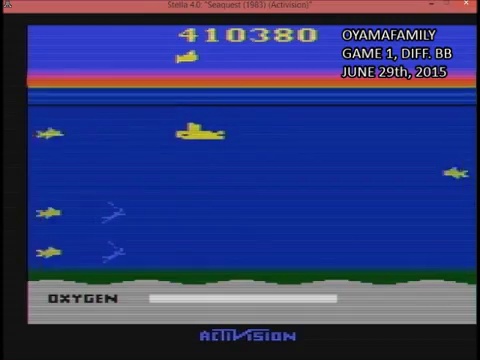 Stella 4.0: "Seaquest (1983) (Activision)"
410380
OYAMAFAMILY
GAME 1, DIFF. BB
JUNE 29th, 2015
OXYGEN
ACTIVISION